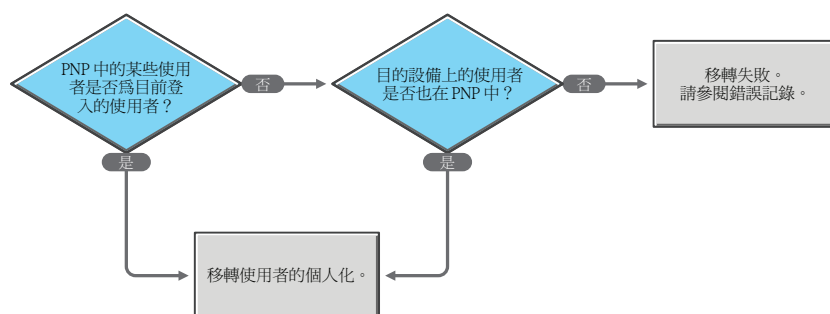 PNP 中的某些使用
者是否爲目前登
入的使用者？
否
目的設備上的使用者
是否也在 PNP 中？
否
移轉失敗。
請參閱錯誤記錄。
是
是
移轉使用者的個人化。